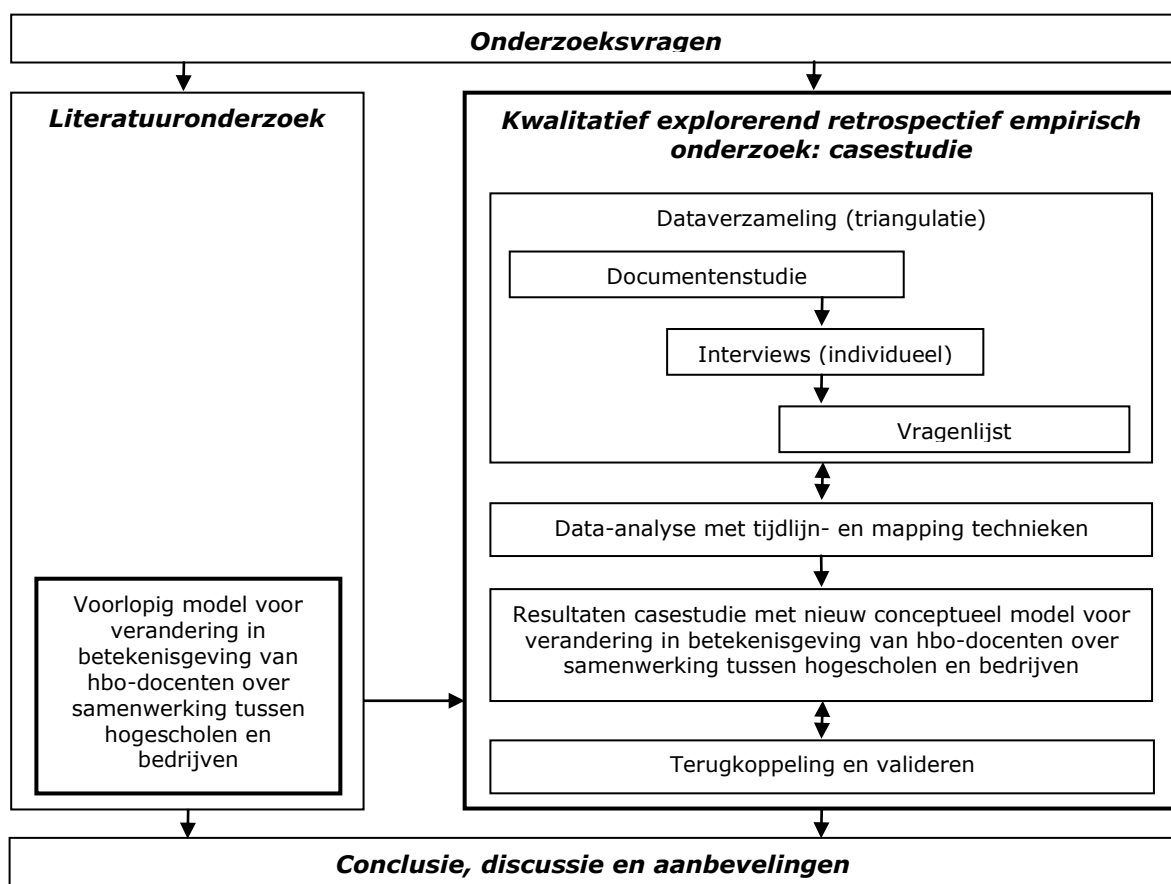 Onderzoeksvragen
Literatuuronderzoek
Voorlopig model voor
verandering in
betekenisgeving van
hbo-docenten over
samenwerking tussen
hogescholen en
bedrijven
Kwalitatief explorerend retrospectief empirisch
onderzoek: casestudie
Dataverzameling (triangulatie)
Documentenstudie
Interviews (individueel)
Vragenlijst
Data-analyse met tijdlijn- en mapping technieken
Resultaten casestudie met nieuw conceptueel model voor
verandering in betekenisgeving van hbo-docenten over
samenwerking tussen hogescholen en bedrijven
Terugkoppeling en valideren
Conclusie, discussie en aanbevelingen